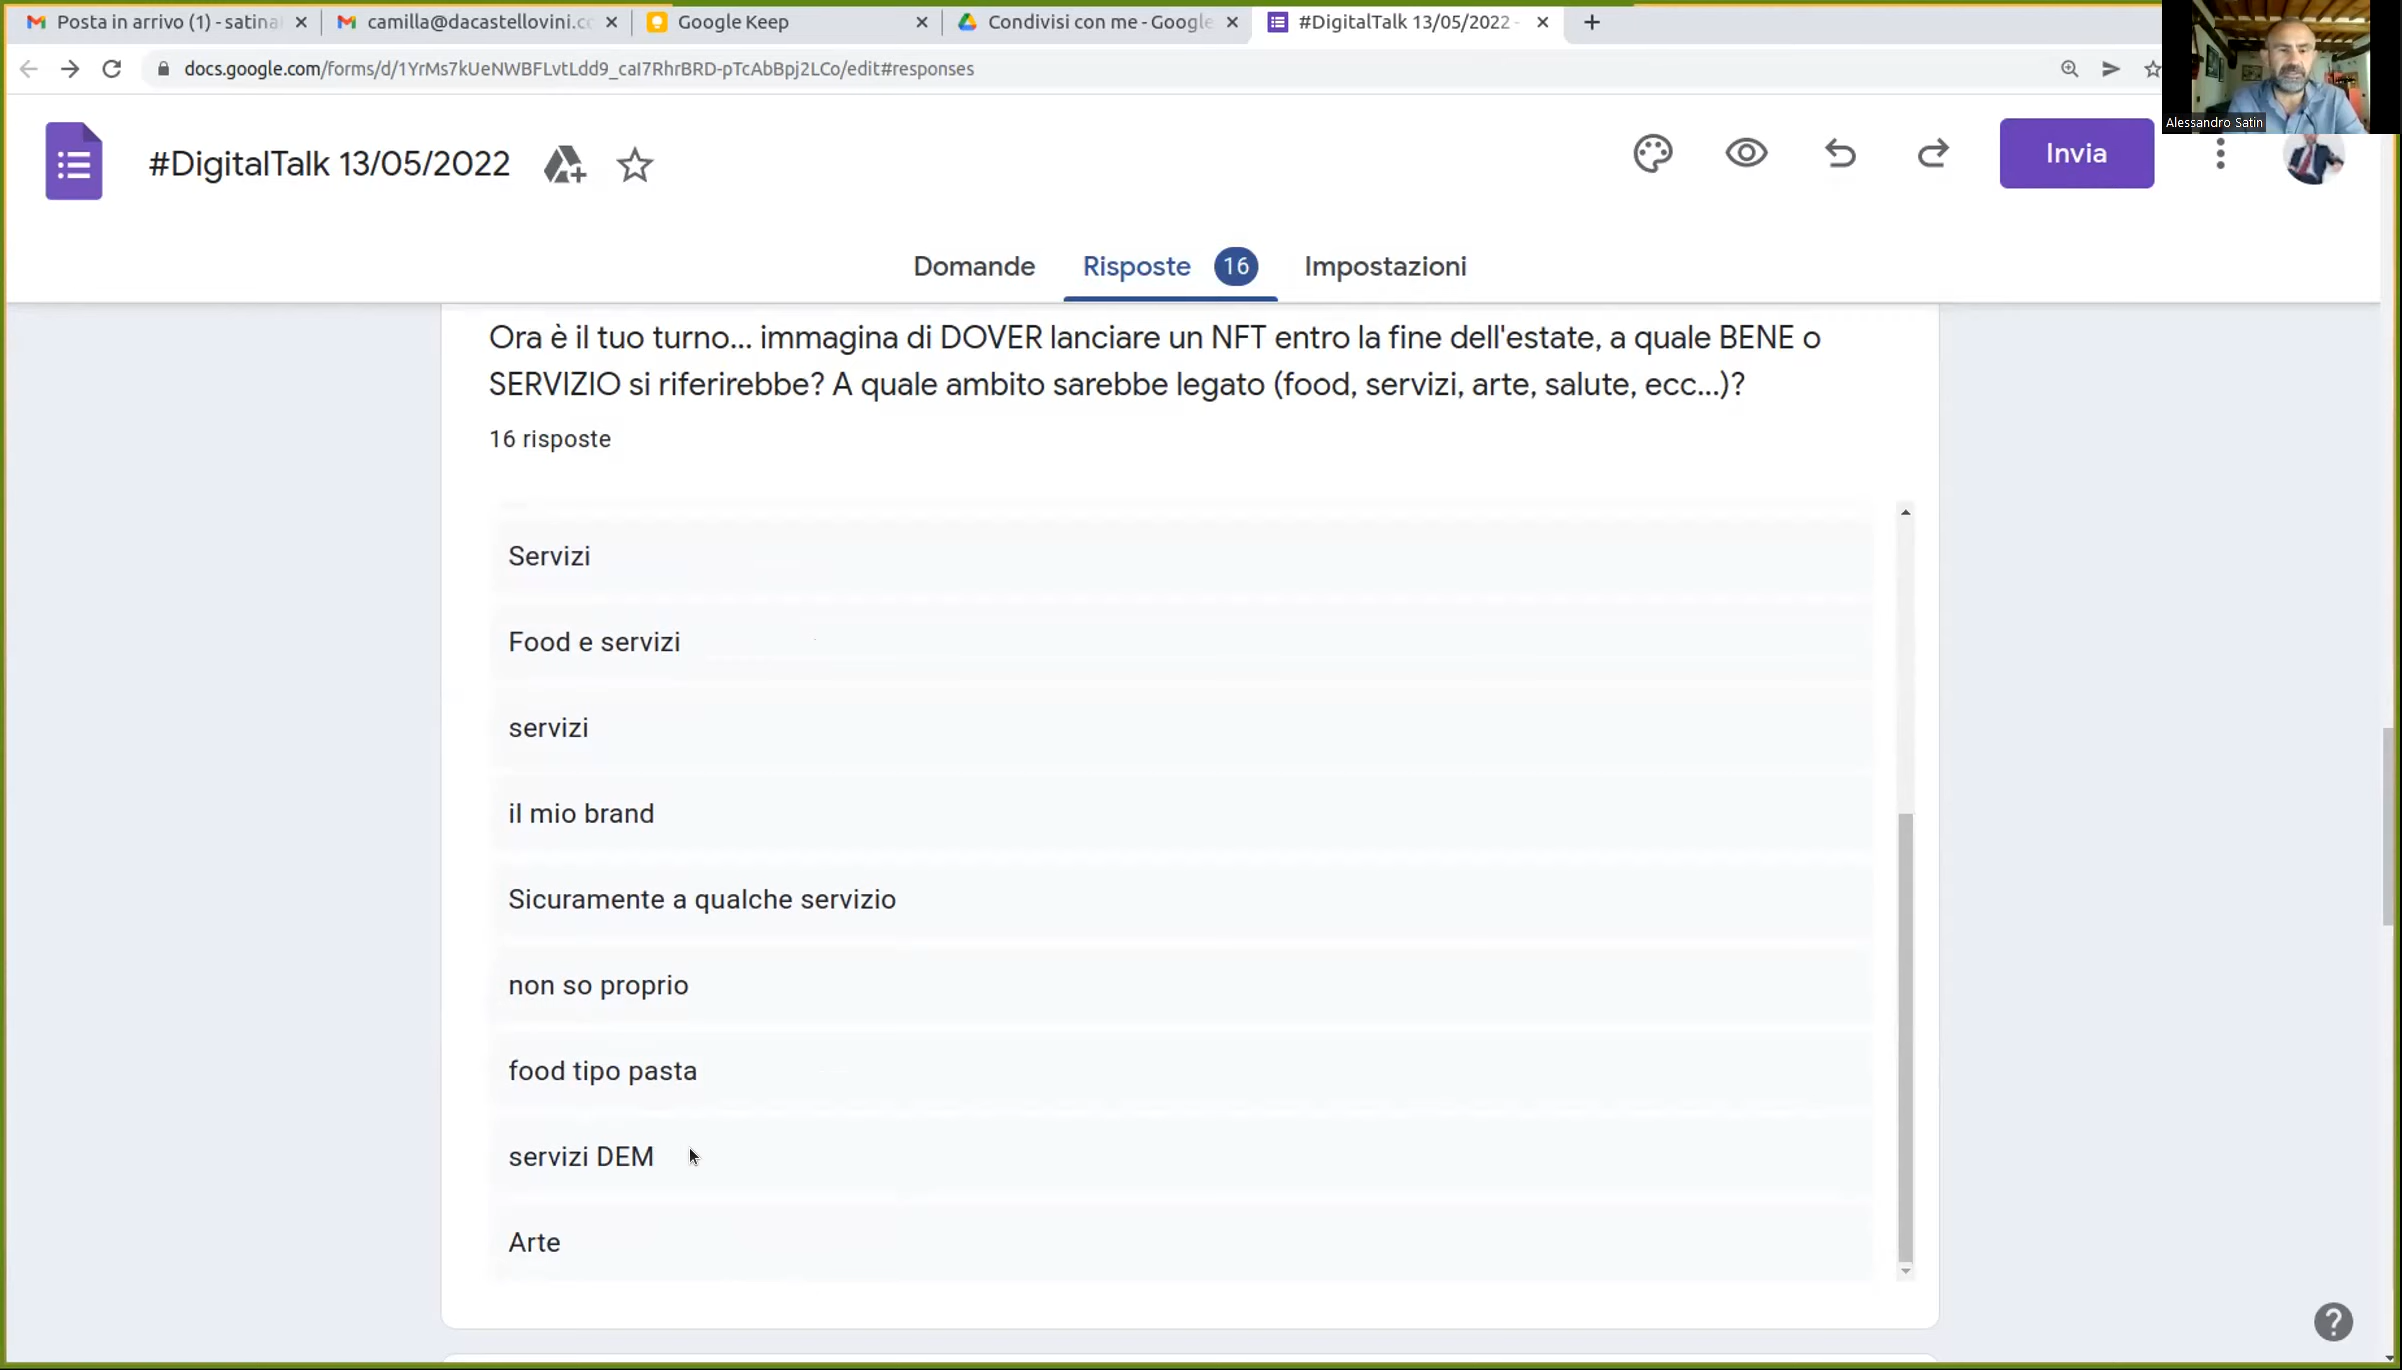 Posta in arrivo (1) - satina
camilla@dacastellovini.co
Google Keep
Condivisi con me - Google
#DigitalTalk 13/05/2022 -
docs.google.com/forms/d/1YrMs7kUeNWBFLvtLdd9_caI7RhrBRD-pTcAbBpj2LCo/edit#responses
Alessandro Satin
#DigitalTalk 13/05/2022
Invia
Domande
Risposte 16
Impostazioni
Ora è il tuo turno... immagina di DOVER lanciare un NFT entro la fine dell'estate, a quale BENE o
SERVIZIO si riferirebbe? A quale ambito sarebbe legato (food, servizi, arte, salute, ecc...)?
16 risposte
Servizi
Food e servizi
servizi
il mio brand
Sicuramente a qualche servizio
non so proprio
food tipo pasta
servizi DEM
Arte